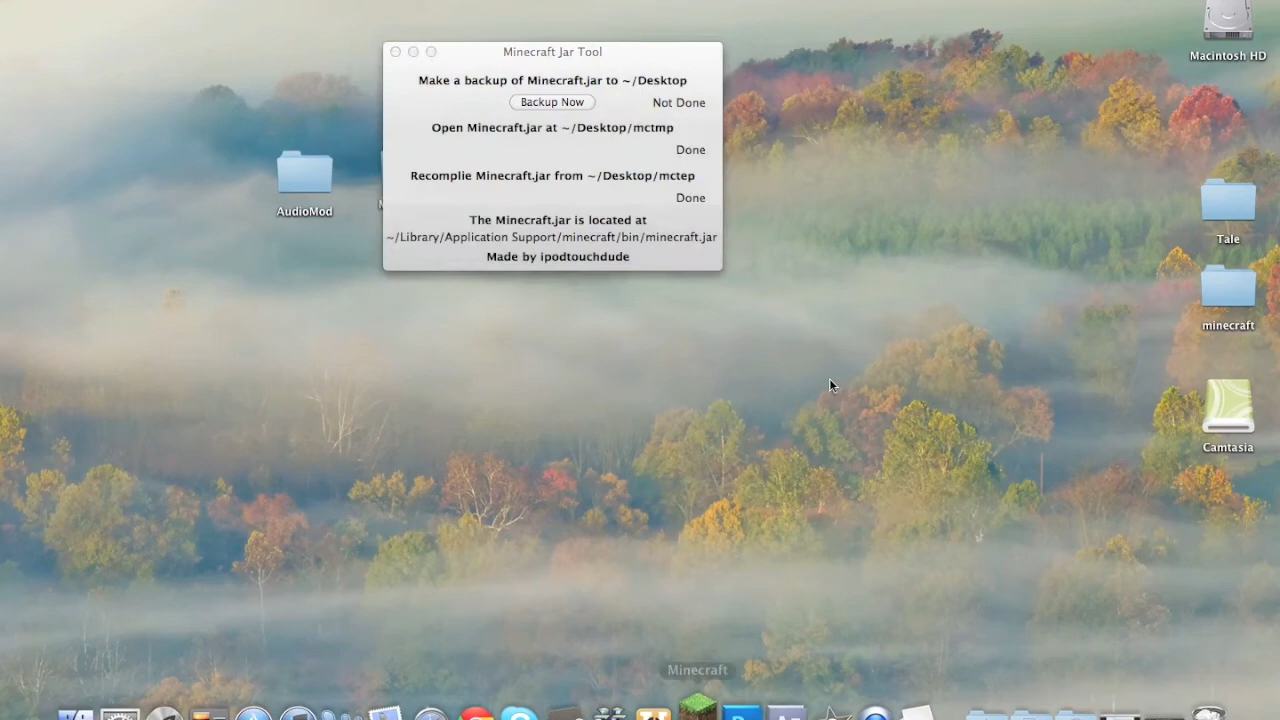 Minecraft Jar Tool
Make a backup of Minecraft.jar to ~/Desktop
Backup Now
Not Done
Open Minecraft.jar at ~/Desktop/mctmp
Done
Recomplie Minecraft.jar from ~/Desktop/mctep
Done
The Minecraft.jar is located at
~/Library/Application Support/minecraft/bin/minecraft.jar
Made by ipodtouchdude
Macintosh HD
AudioMod
Tale
minecraft
Camtasia
Minecraft